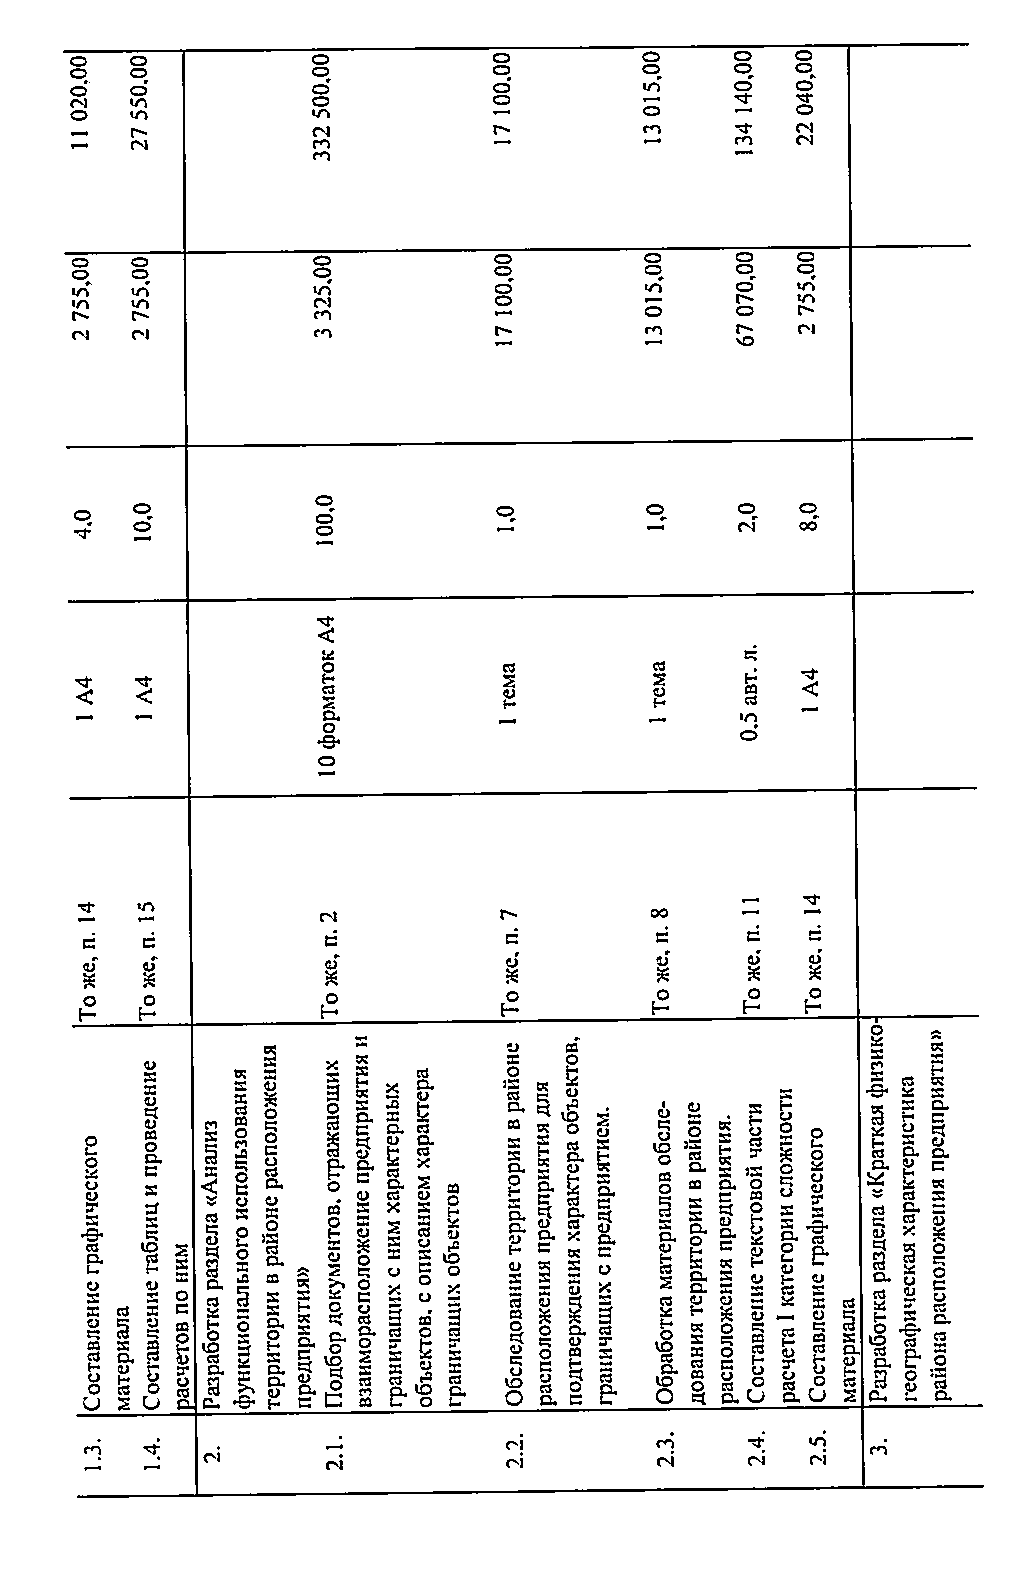 1.3. Составление графического То же, п. 14 1 А4 4,0 2 755,00 11 020,00
материала
1.4. Составление таблиц и проведение То же, п. 15 1 А4 10,0 2 755,00 27 550,00
расчетов по ним
2. Разработка раздела «Анализ
функционального использования
территории в районе расположения
предприятия»
2.1. Подбор документов, отражающих То же, п. 2 10 форматок А4 100,0 3 325,00 332 500,00
взаиморасположение предприятия и
граничащих с ним характерных
объектов, с описанием характера
граничащих объектов
2.2. Обследование территории в районе То же, п. 7 1 тема 1,0 17 100,00 17 100,00
расположения предприятия для
подтверждения характера объектов,
граничащих с предприятием.
2.3. Обработка материалов обсле-
То же, п. 8 1 тема 1,0 13 015,00 13 015,00
дования территории в районе
расположения предприятия.
2.4. Составление текстовой части То же, п. 11 0.5 авт. л. 2,0 67 070,00 134 140,00
расчета I категории сложности
2.5. Составление графического То же, п. 14 1 А4 8,0 2 755,00 22 040,00
материала
3. Разработка раздела «Краткая физико-
географическая характеристика
района расположения предприятия»